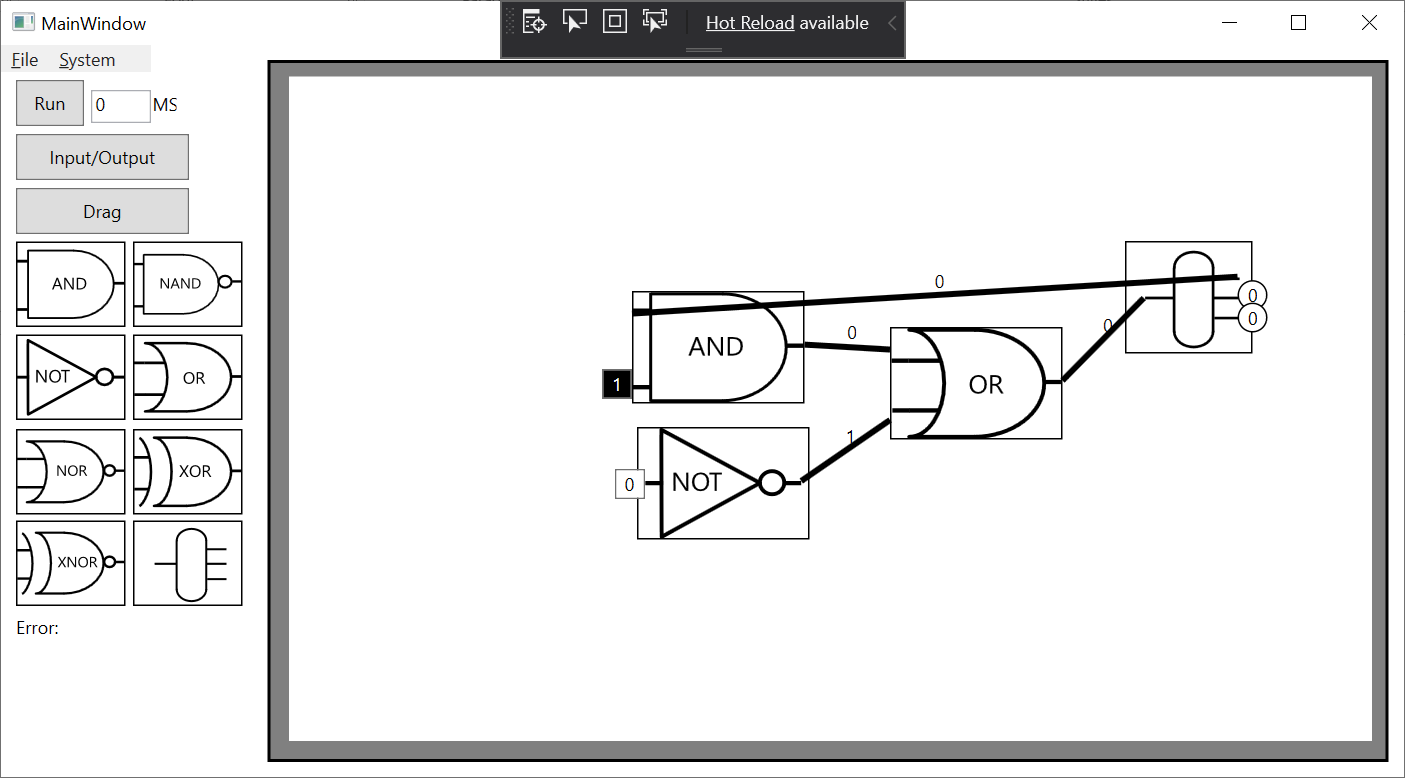 MainWindow
Hot Reload available
File System
Run 0 MS
Input/Output
Drag
AND NAND
NOT OR
NOR XOR
XNOR
Error:
0
0
0
0
0
AND
0
OR
1
1
NOT
0